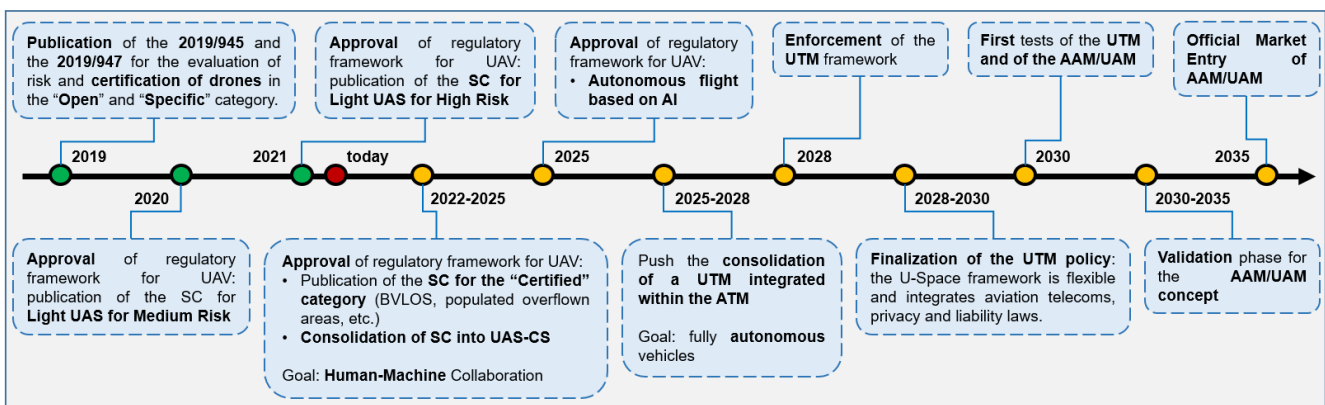 Publication of the 2019/945 and
the 2019/947 for the evaluation of
risk and certification of drones in
the “Open” and “Specific” category.
Approval of regulatory
framework for UAV:
publication of the SC for
Light UAS for High Risk
Approval of regulatory
framework for UAV:
• Autonomous flight
based on AI
Enforcement of the
UTM framework
First tests of the UTM
and of the AAM/UAM
Official Market
Entry of
AAM/UAM
2019
2021
today
2025
2028
2030
2035
2020
2022-2025
2025-2028
2028-2030
2030-2035
Approval of regulatory
framework for UAV:
publication of the SC for
Light UAS for Medium Risk
Approval of regulatory framework for UAV:
• Publication of the SC for the “Certified”
category (BVLOS, populated overflown
areas, etc.)
• Consolidation of SC into UAS-CS
Goal: Human-Machine Collaboration
Push the consolidation
of a UTM integrated
within the ATM
Goal: fully autonomous
vehicles
Finalization of the UTM policy:
the U-Space framework is flexible
and integrates aviation telecoms,
privacy and liability laws.
Validation phase for
the AAM/UAM
concept